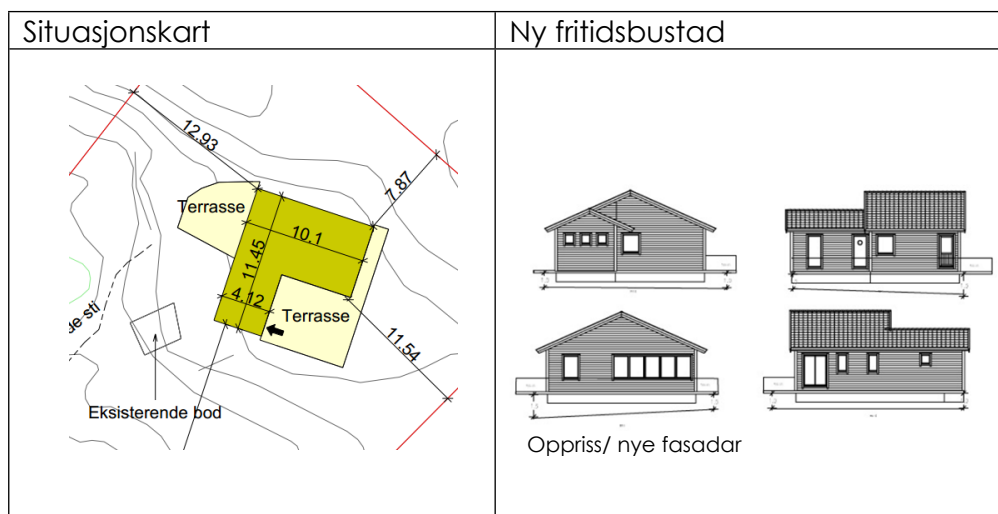 Situasjonskart
Ny fritidsbustad
12.93
7.87
Terrasse
10.1
11.45
4.12
Terrasse
de sti
11.54
Eksisterende bod
Oppriss/ nye fasadar